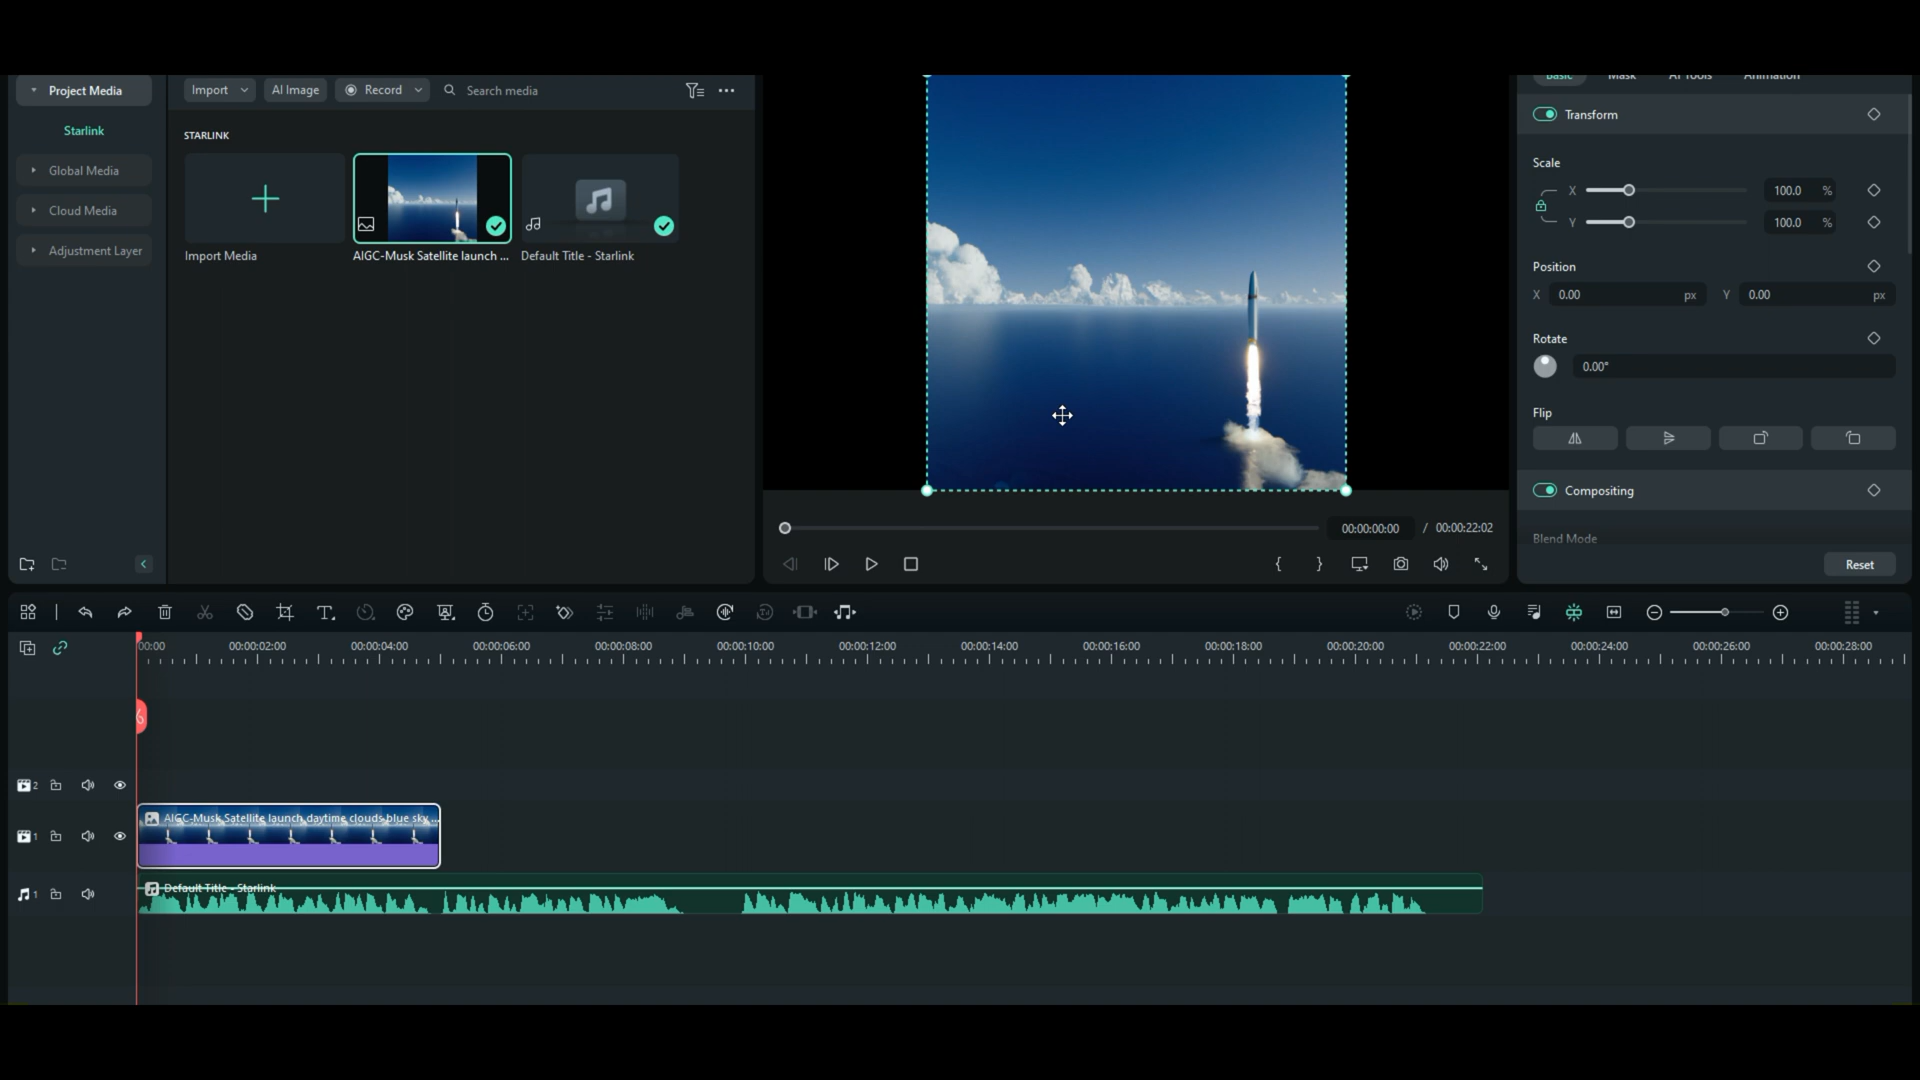 Project Media
Import
AI Image
Record
Search media
Basic
Mask
AI Tools
Animation
Starlink
Global Media
Cloud Media
Adjustment Layer
STARLINK
Import Media
AIGC-Musk Satellite launch ...
Default Title - Starlink
Transform
Scale
X
100.0
%
Y
100.0
%
Position
X
0.00
px
Y
0.00
px
Rotate
0.00°
Flip
Compositing
Blend Mode
Reset
00:00:00:00
/
00:00:22:02
00:00
00:00:02:00
00:00:04:00
00:00:06:00
00:00:08:00
00:00:10:00
00:00:12:00
00:00:14:00
00:00:16:00
00:00:18:00
00:00:20:00
00:00:22:00
00:00:24:00
00:00:26:00
00:00:28:00
2
1
AIGC-Musk Satellite launch daytime clouds blue sky ...
1
Default Title - Starlink